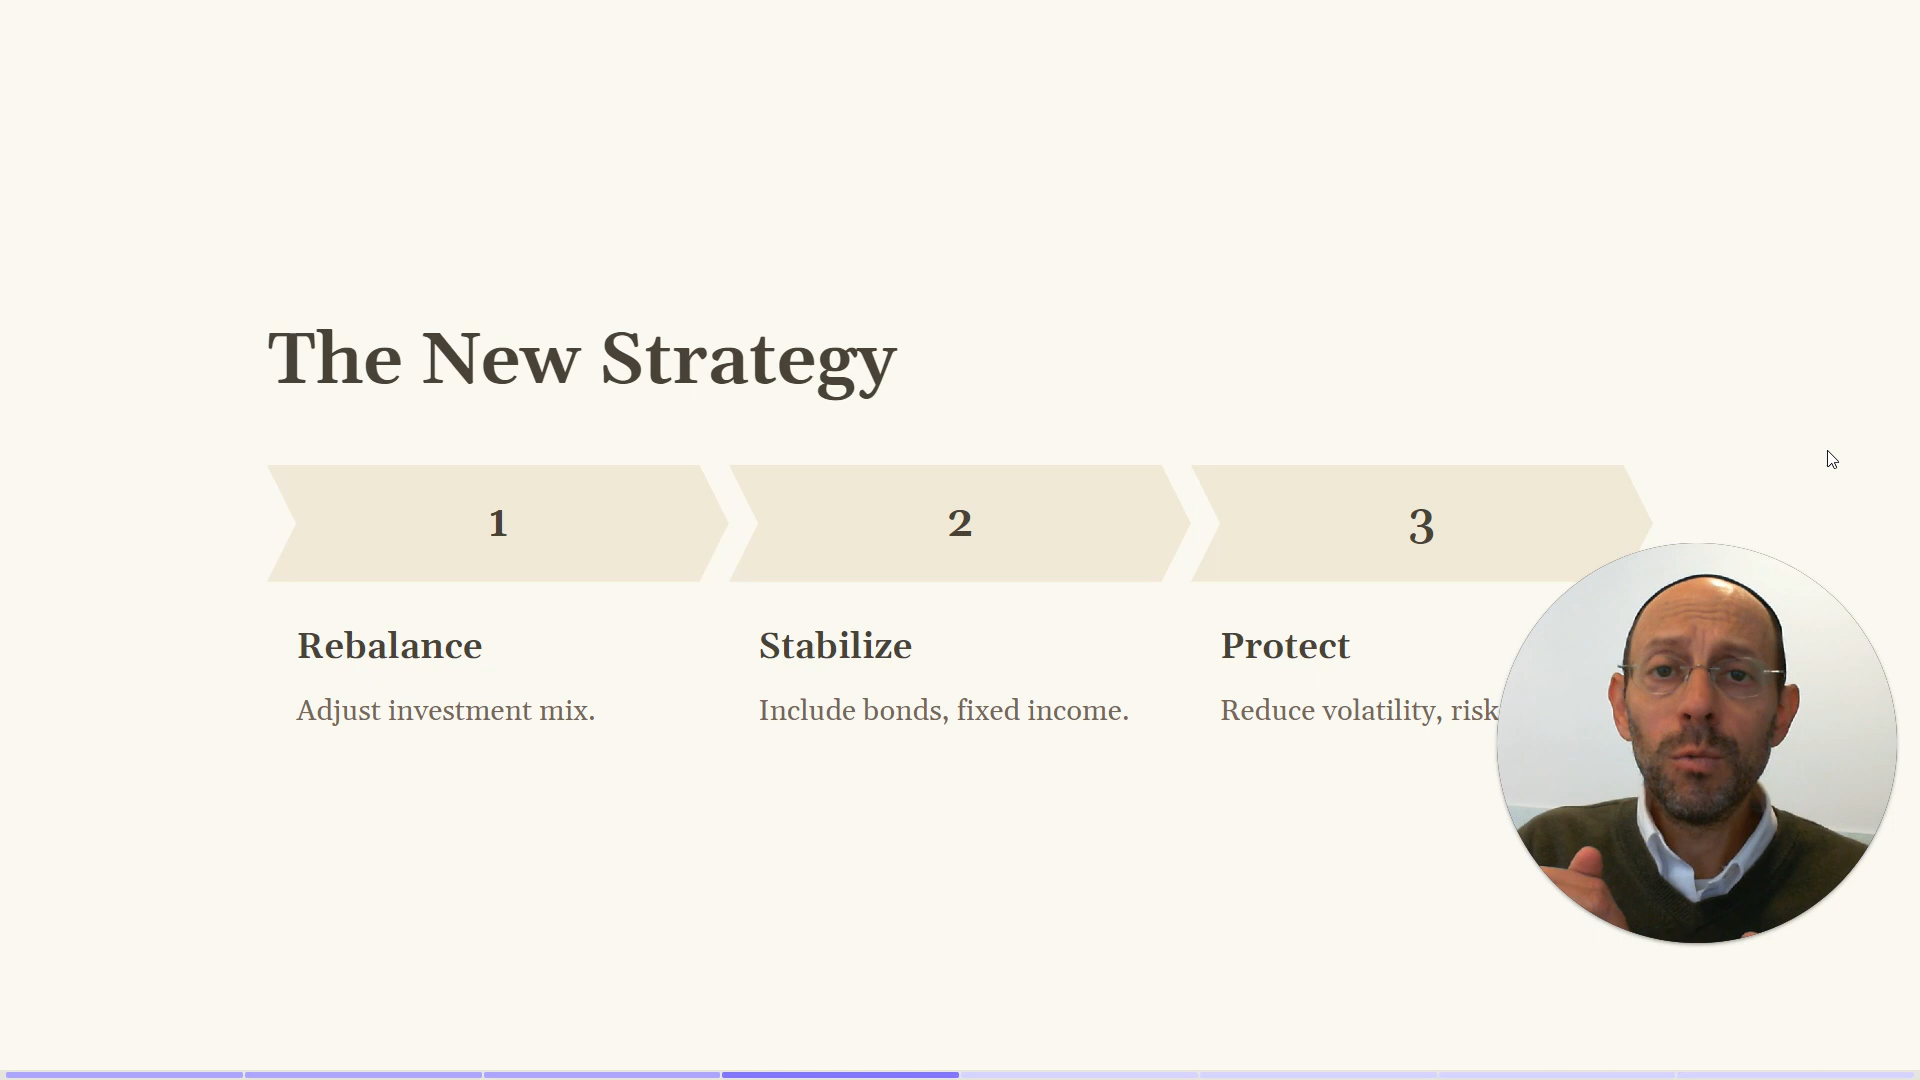 The New Strategy
1
2
3
Rebalance
Stabilize
Protect
Adjust investment mix.
Include bonds, fixed income.
Reduce volatility, risk